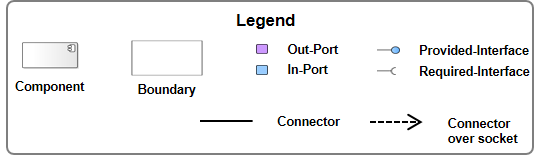 Legend
Out-Port
Provided-Interface
In-Port
Required-Interface
Component
Boundary
Connector
Connector
over socket